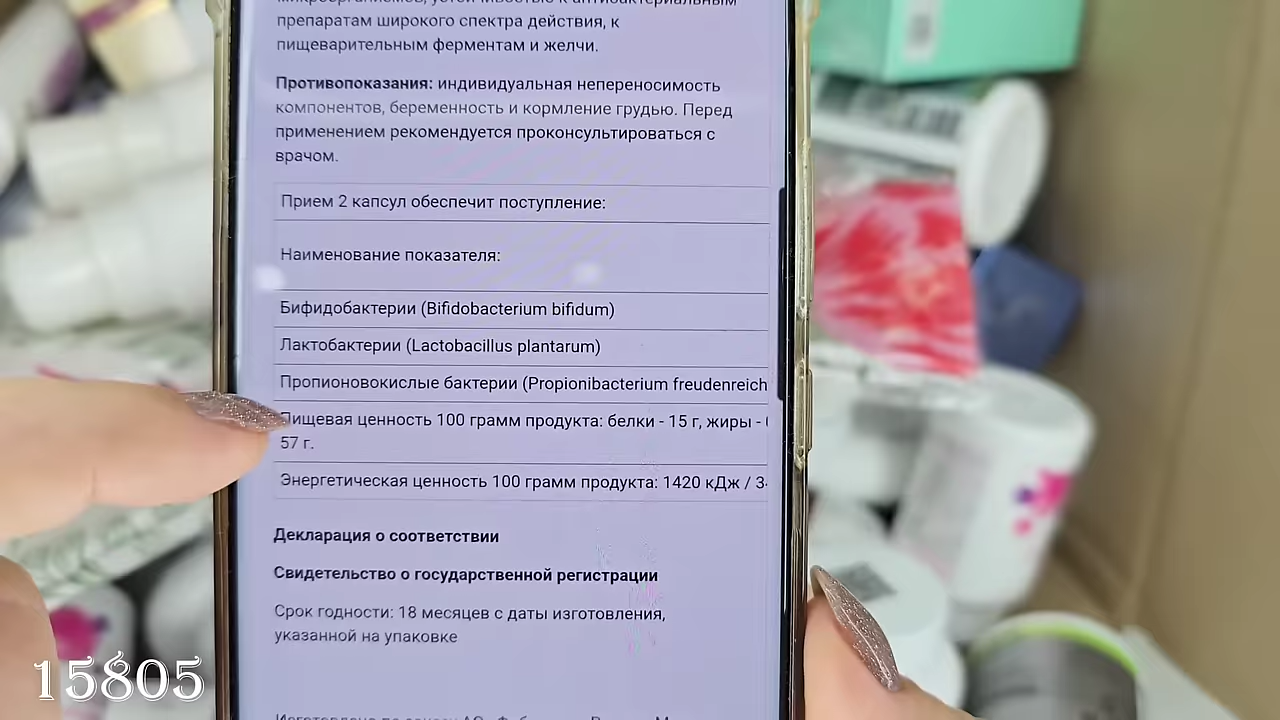 микроорганизмов, устойчивостью к антибактериальным
препаратам широкого спектра действия, к
пищеварительным ферментам и желчи.
Противопоказания: индивидуальная непереносимость
компонентов, беременность и кормление грудью. Перед
применением рекомендуется проконсультироваться с
врачом.
Прием 2 капсул обеспечит поступление:
Наименование показателя:
Бифидобактерии (Bifidobacterium bifidum)
Лактобактерии (Lactobacillus plantarum)
Пропионовокислые бактерии (Propionibacterium freudenreich
Пищевая ценность 100 грамм продукта: белки - 15 г, жиры -
57 г.
Энергетическая ценность 100 грамм продукта: 1420 кДж /
Декларация о соответствии
Свидетельство о государственной регистрации
Срок годности: 18 месяцев с даты изготовления,
указанной на упаковке
15805